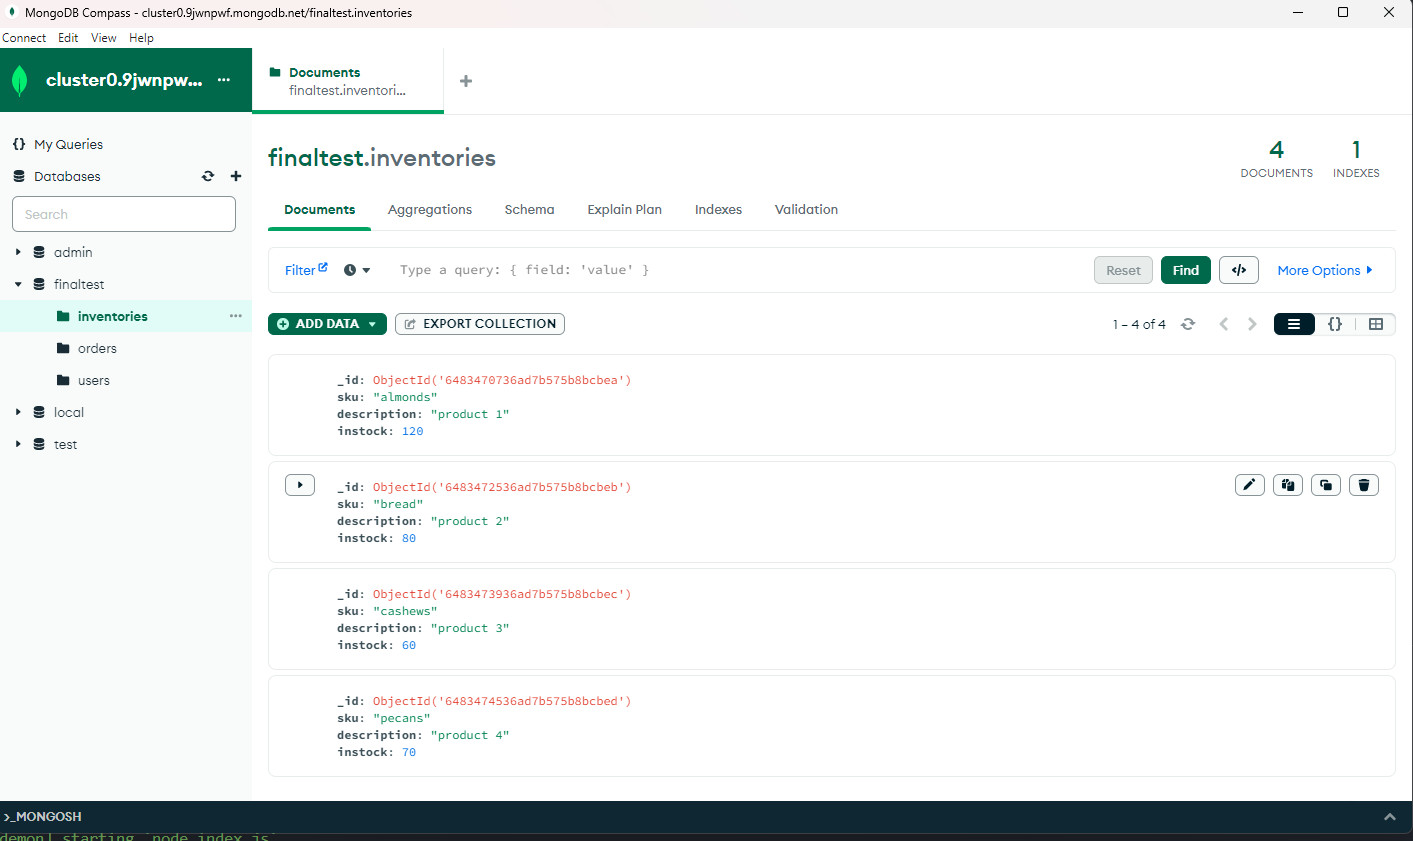 MongoDB Compass - cluster0.9jwnpwf.mongodb.net/finaltest.inventories
Connect Edit View Help
cluster0.9jwnpw... ...
Documents
finaltest.inventori...
{} My Queries
Databases
Search
admin
finaltest
inventories ...
orders
users
local
test
finaltest.inventories
4
DOCUMENTS
1
INDEXES
Documents Aggregations Schema Explain Plan Indexes Validation
Filter Type a query: { field: 'value' } Reset Find </> More Options
ADD DATA EXPORT COLLECTION 1 – 4 of 4 {}
_id: ObjectId('6483470736ad7b575b8bcbea')
sku: "almonds"
description: "product 1"
instock: 120
_id: ObjectId('6483472536ad7b575b8bcbeb')
sku: "bread"
description: "product 2"
instock: 80
_id: ObjectId('6483473936ad7b575b8bcbec')
sku: "cashews"
description: "product 3"
instock: 60
_id: ObjectId('6483474536ad7b575b8bcbed')
sku: "pecans"
description: "product 4"
instock: 70
>_MONGOSH
demon] starting `node index.js`